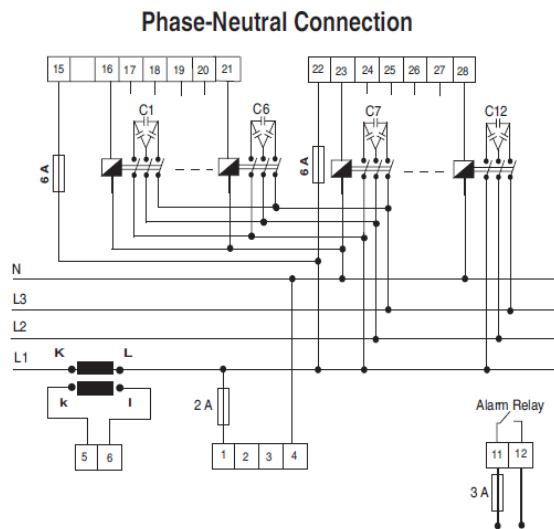 Phase-Neutral Connection
15 16 17 18 19 20 21 22 23 24 25 26 27 28
C1 C6 C7 C12
6 A 6 A
N
L3
L2
L1 K L
k l
2 A
Alarm Relay
5 6 1 2 3 4 11 12
3 A